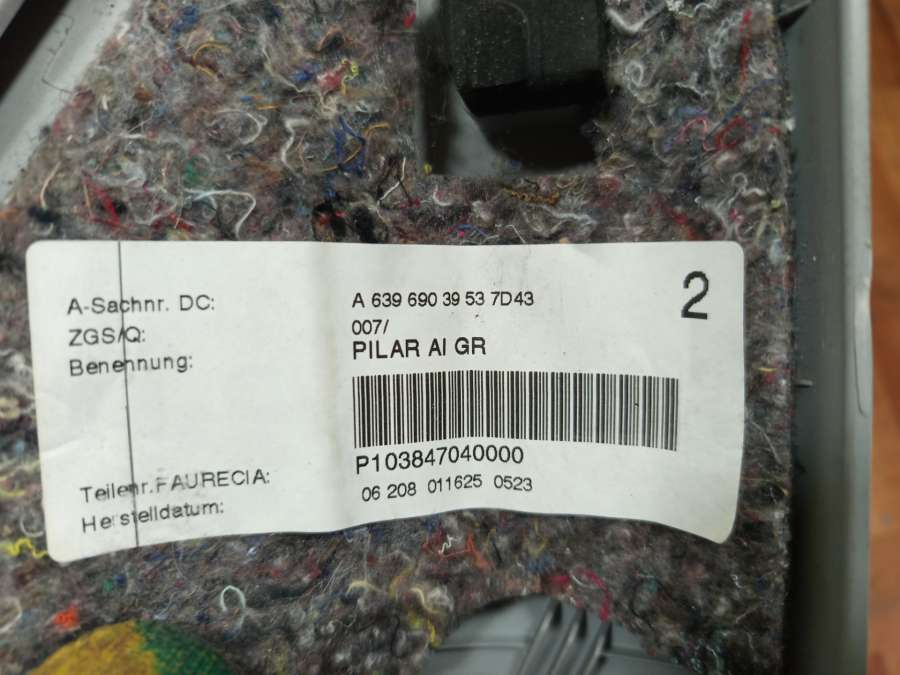 A-Sachnr. DC: A 639 690 39 53 7D43 2
ZGS/Q: 007/
Benennung: PILAR AI GR
P103847040000
Teilenr.FAURECIA:
Herstelldatum: 06 208 011625 0523